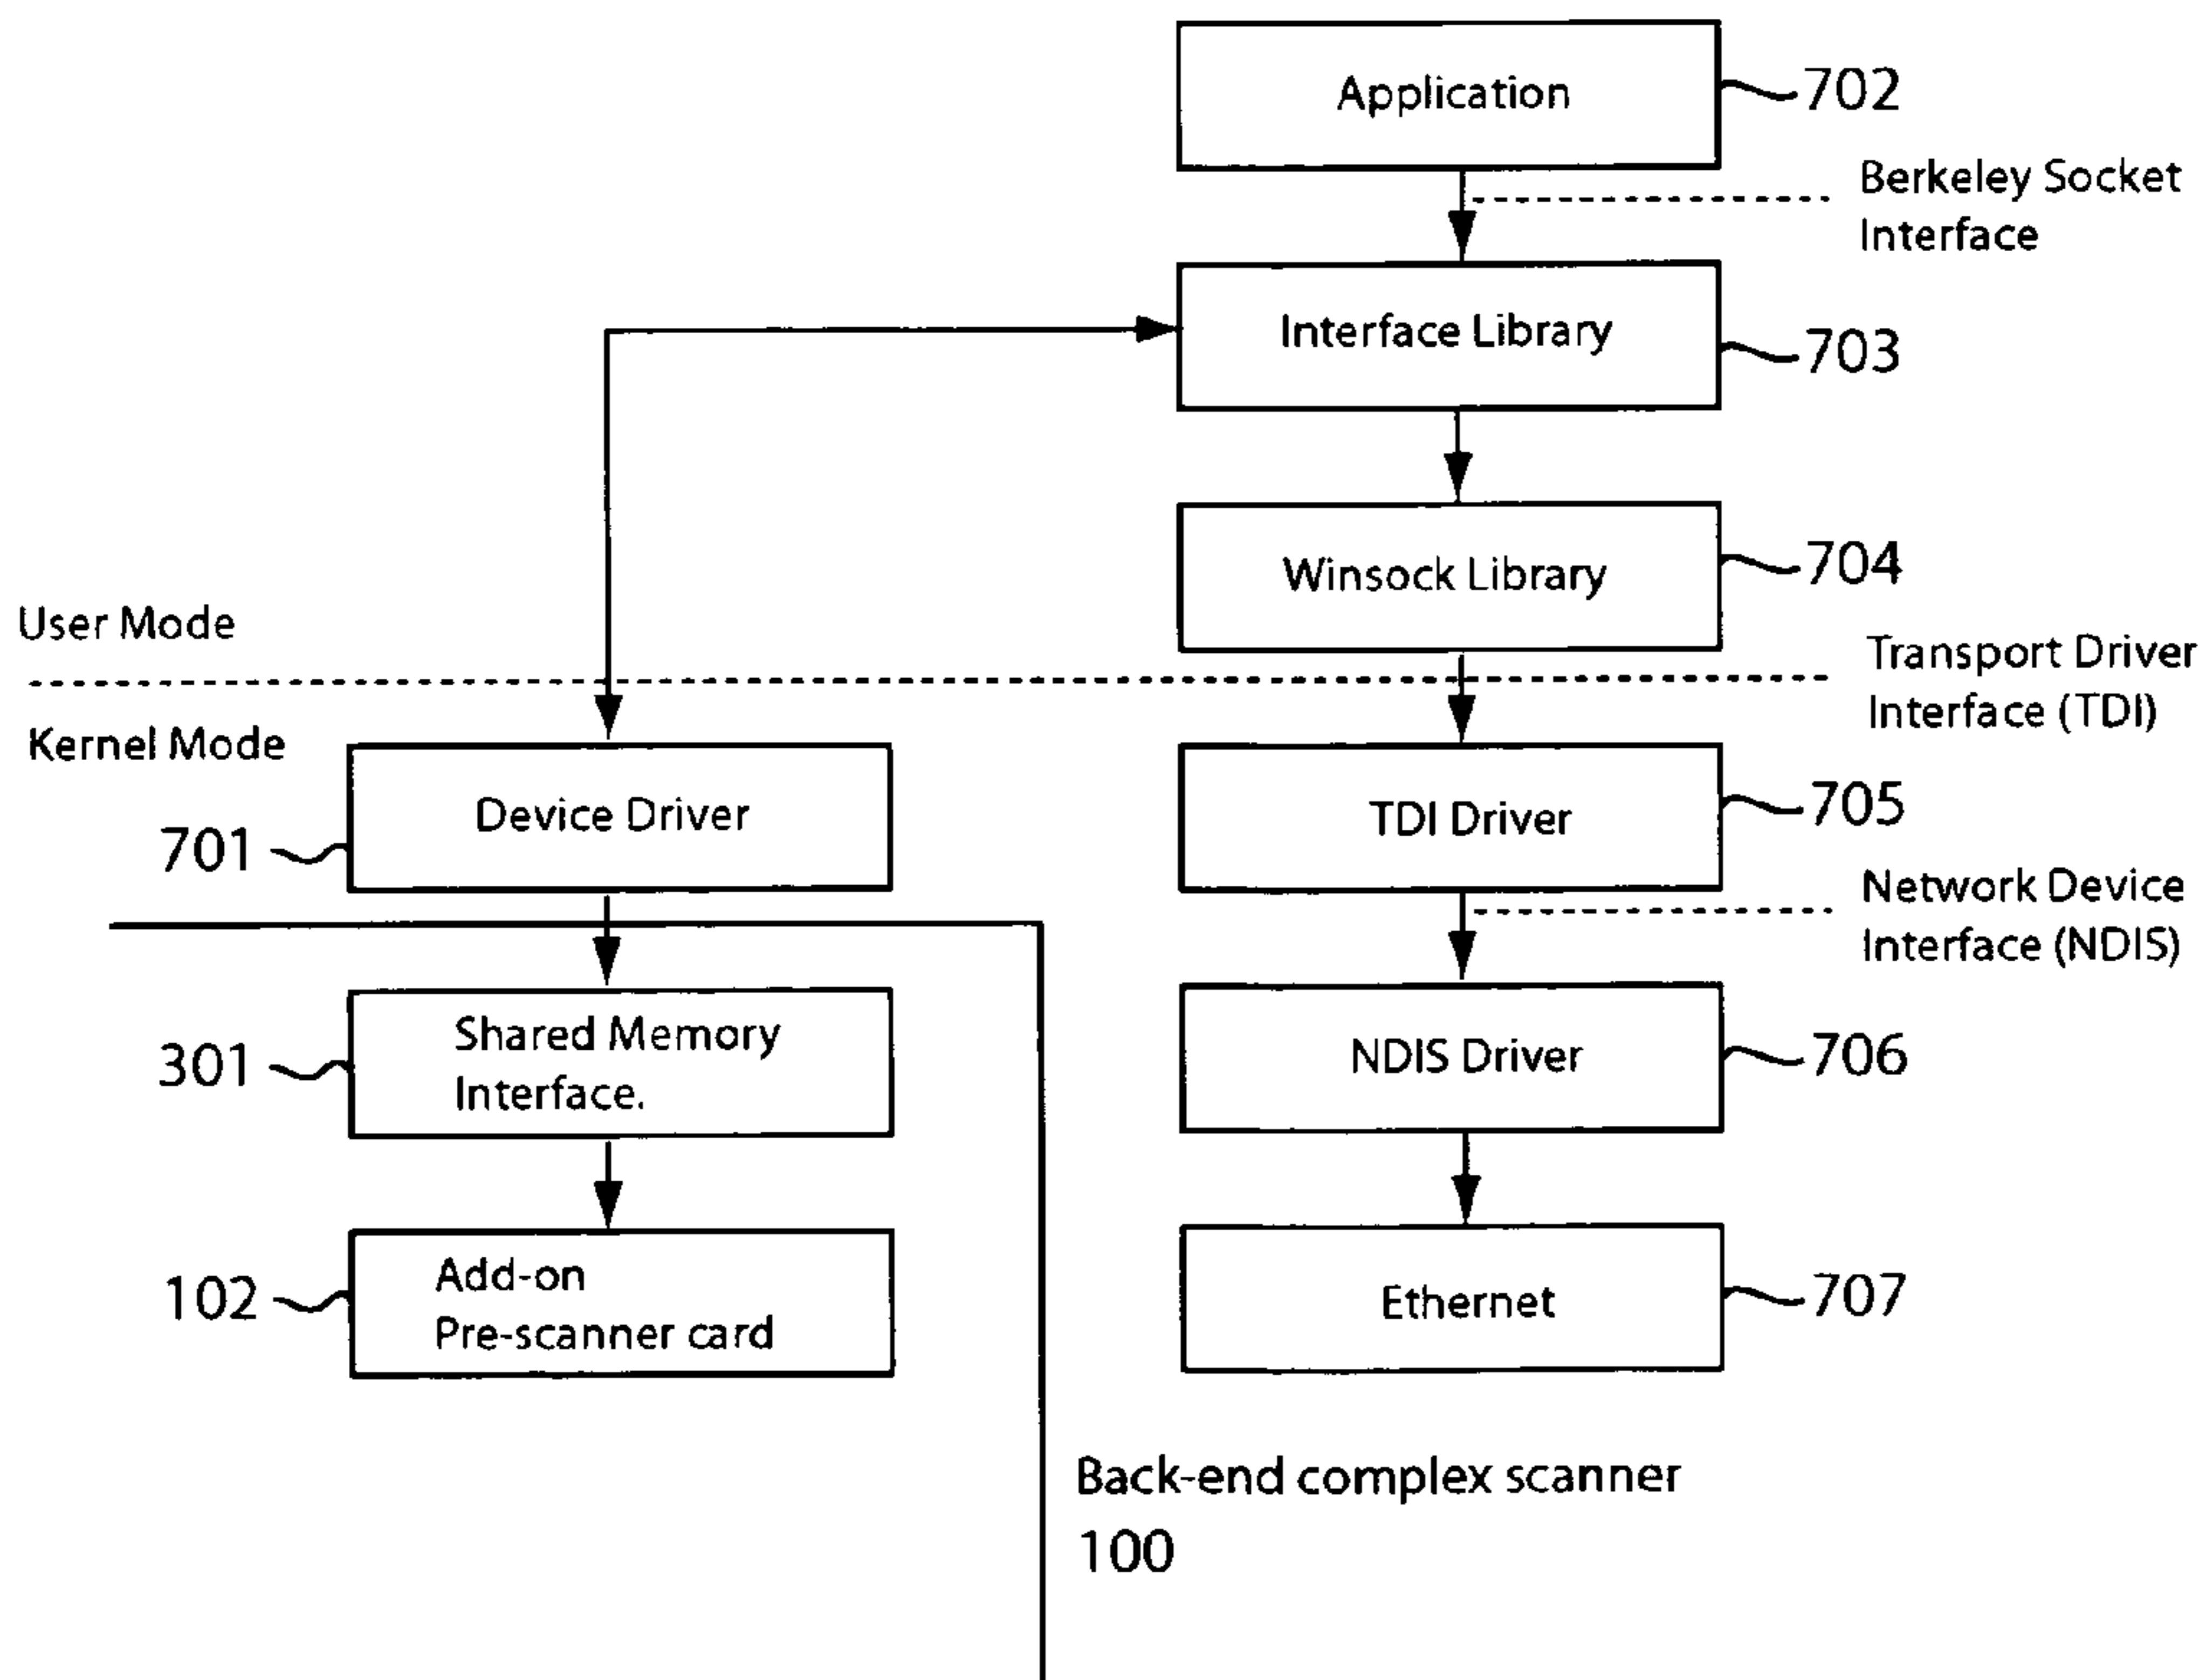 Application
702
Berkeley Socket
Interface
Interface Library
703
Winsock Library
704
User Mode
Transport Driver
Interface (TDI)
Kernel Mode
Device Driver
701
TDI Driver
705
Network Device
Interface (NDIS)
Shared Memory
Interface.
301
NDIS Driver
706
Add-on
Pre-scanner card
102
Ethernet
707
Back-end complex scanner
100